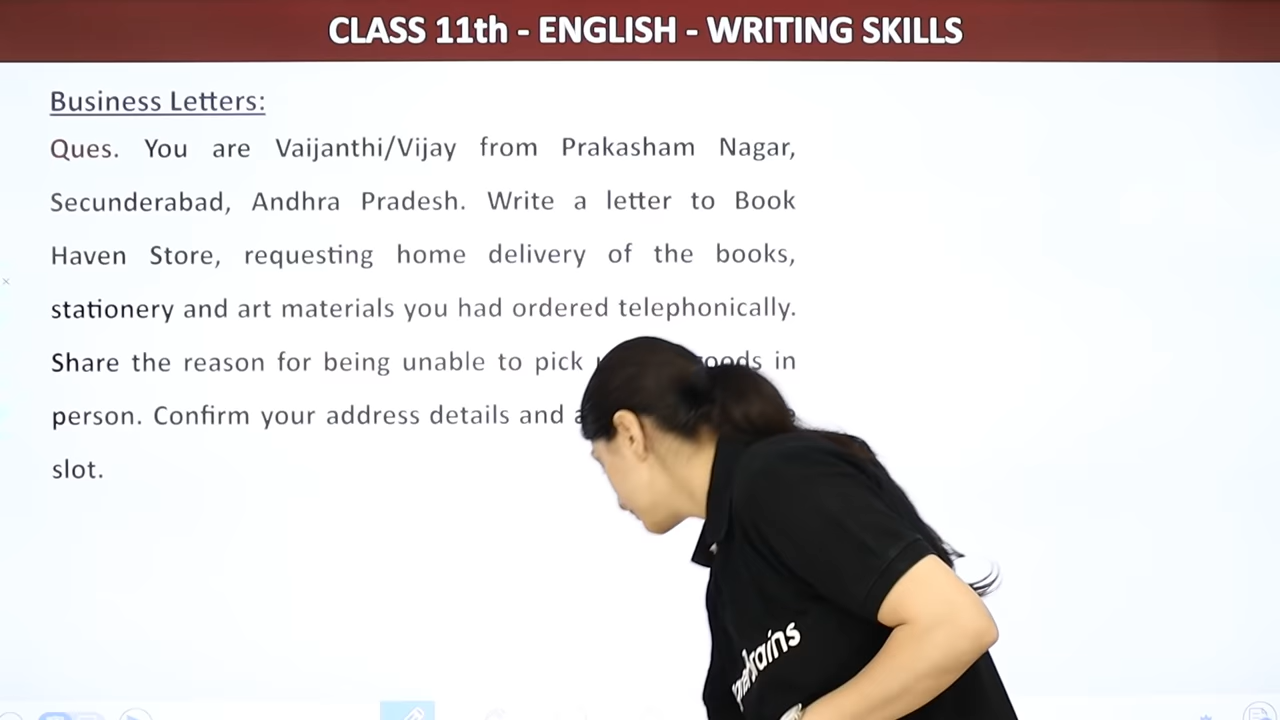 CLASS 11th - ENGLISH - WRITING SKILLS
Business Letters:
Ques. You are Vaijanthi/Vijay from Prakasham Nagar,
Secunderabad, Andhra Pradesh. Write a letter to Book
Haven Store, requesting home delivery of the books,
stationery and art materials you had ordered telephonically.
Share the reason for being unable to pick in
person. Confirm your address details and
slot.